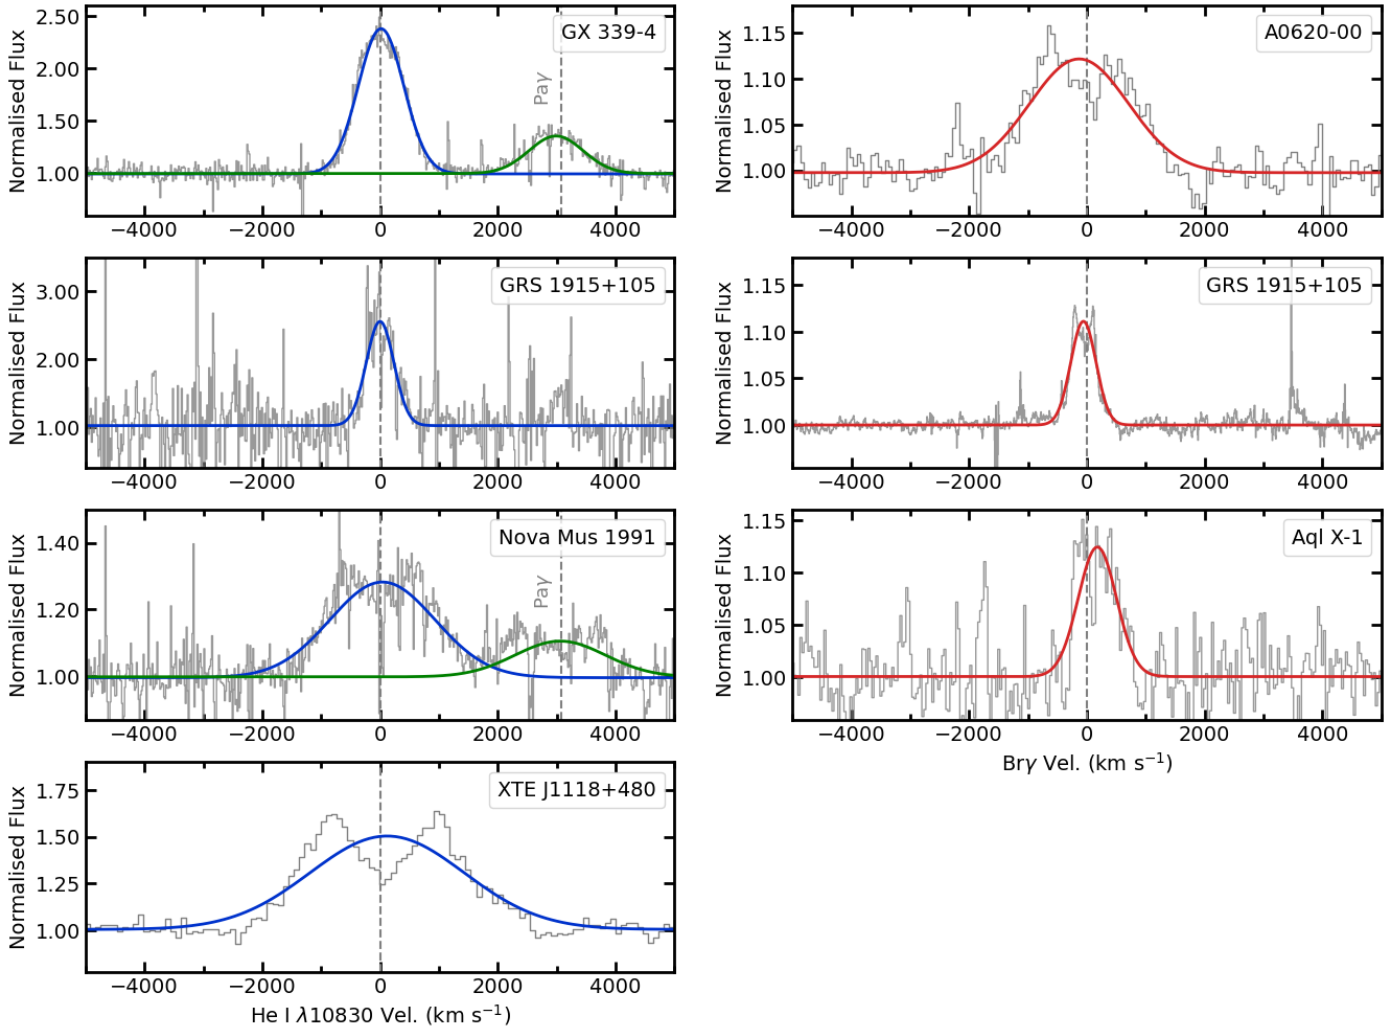 Normalised Flux
2.50
2.00
1.50
1.00
GX 339-4
Paγ
−4000 −2000 0 2000 4000
Normalised Flux
1.15
1.10
1.05
1.00
A0620-00
−4000 −2000 0 2000 4000
Normalised Flux
3.00
2.00
1.00
GRS 1915+105
−4000 −2000 0 2000 4000
Normalised Flux
1.15
1.10
1.05
1.00
GRS 1915+105
−4000 −2000 0 2000 4000
Normalised Flux
1.40
1.20
1.00
Nova Mus 1991
Paγ
−4000 −2000 0 2000 4000
Normalised Flux
1.15
1.10
1.05
1.00
Aql X-1
−4000 −2000 0 2000 4000
Brγ Vel. (km s⁻¹)
Normalised Flux
1.75
1.50
1.25
1.00
XTE J1118+480
−4000 −2000 0 2000 4000
He I λ10830 Vel. (km s⁻¹)